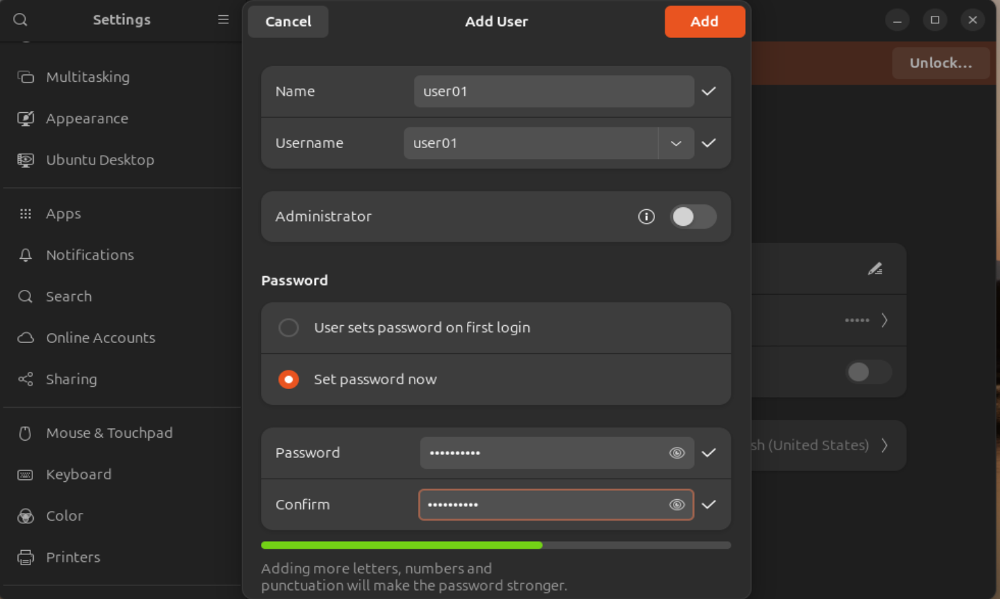 Settings
Cancel
Add User
Add
Unlock...
Multitasking
Appearance
Ubuntu Desktop
Apps
Notifications
Search
Online Accounts
Sharing
Mouse & Touchpad
Keyboard
Color
Printers
Name
user01
Username
user01
Administrator
Password
User sets password on first login
Set password now
Password
••••••••••
Confirm
••••••••••
Adding more letters, numbers and
punctuation will make the password stronger.
•••••
sh (United States)